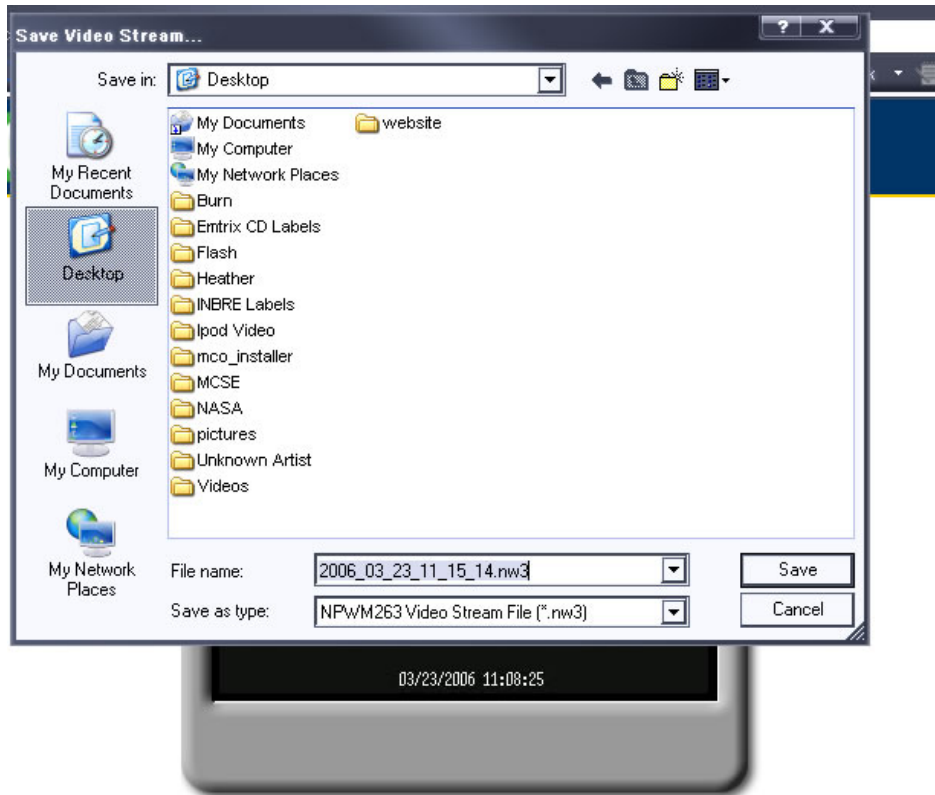 Save Video Stream...
? X
Save in: Desktop
My Recent Documents
Desktop
My Documents
My Computer
My Network Places
My Documents
My Computer
My Network Places
Burn
Emtrix CD Labels
Flash
Heather
INBRE Labels
Ipod Video
mco_installer
MCSE
NASA
pictures
Unknown Artist
Videos
website
File name: 2006_03_23_11_15_14.nw3
Save
Save as type: NPWM263 Video Stream File (*.nw3)
Cancel
03/23/2006 11:08:25